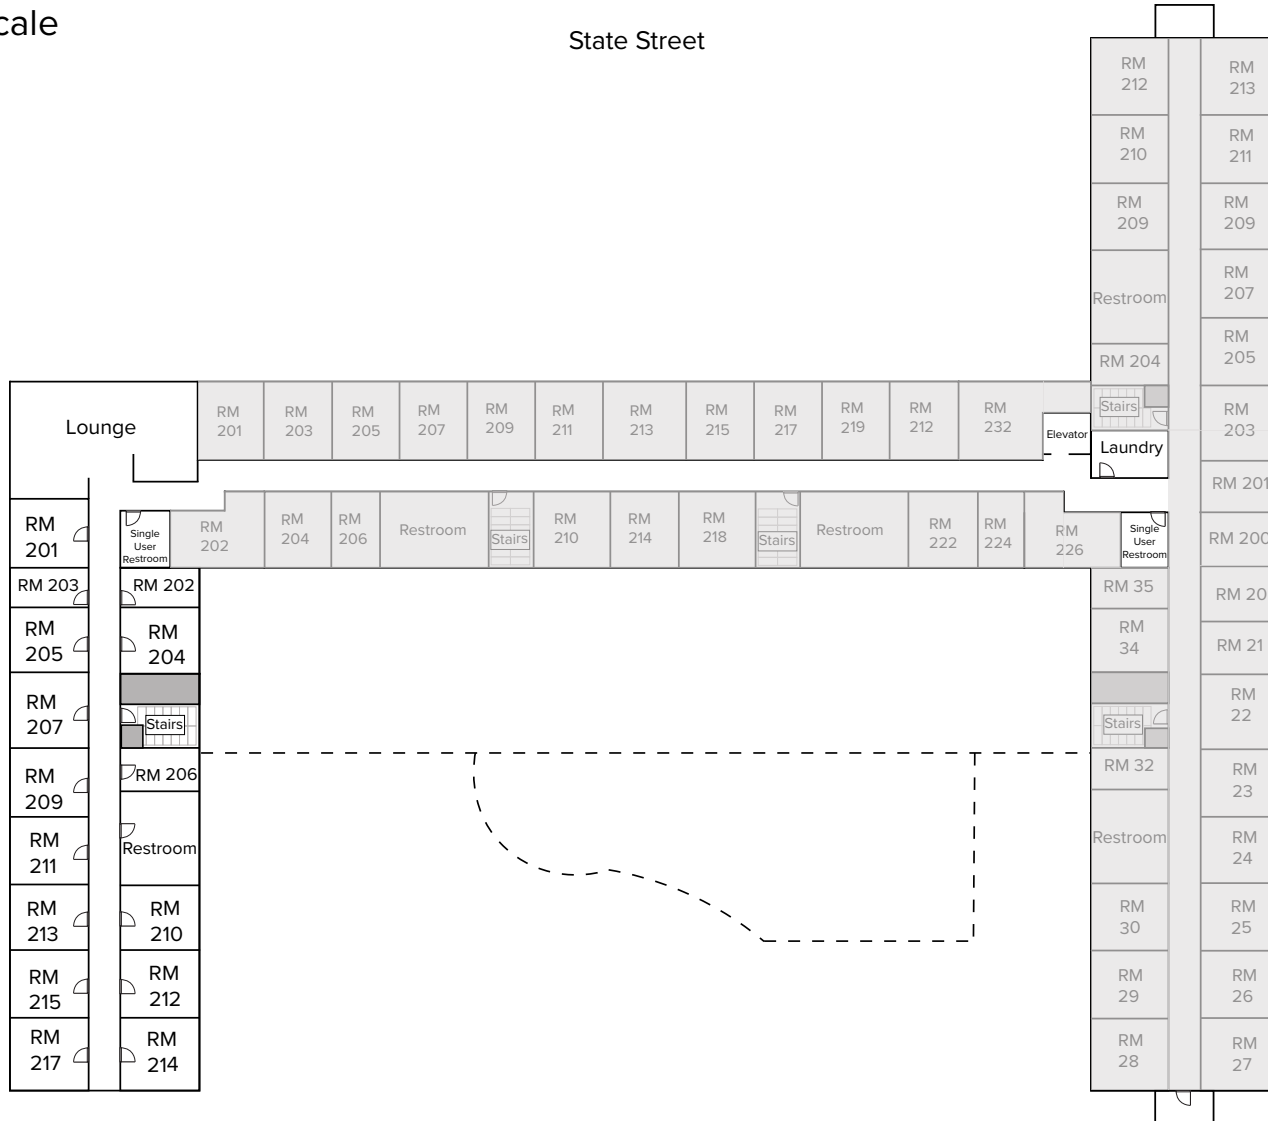 cale
State Street
RM
212
RM
213
RM
210
RM
211
RM
209
RM
209
Restroom
RM
207
RM 204
RM
205
Stairs
RM
203
Lounge
RM
201
RM
203
RM
205
RM
207
RM
209
RM
211
RM
213
RM
215
RM
217
RM
219
RM
212
RM
232
Elevator
Laundry
RM 201
RM
201
Single
User
Restroom
RM
202
RM
204
RM
206
Restroom
Stairs
RM
210
RM
214
RM
218
Stairs
Restroom
RM
222
RM
224
RM
226
Single
User
Restroom
RM 200
RM 203
RM 202
RM 35
RM 20
RM
205
RM
204
RM
34
RM 21
RM
207
Stairs
Stairs
RM
22
RM
209
RM 206
RM 32
RM
23
RM
211
Restroom
Restroom
RM
24
RM
213
RM
210
RM
30
RM
25
RM
215
RM
212
RM
29
RM
26
RM
217
RM
214
RM
28
RM
27